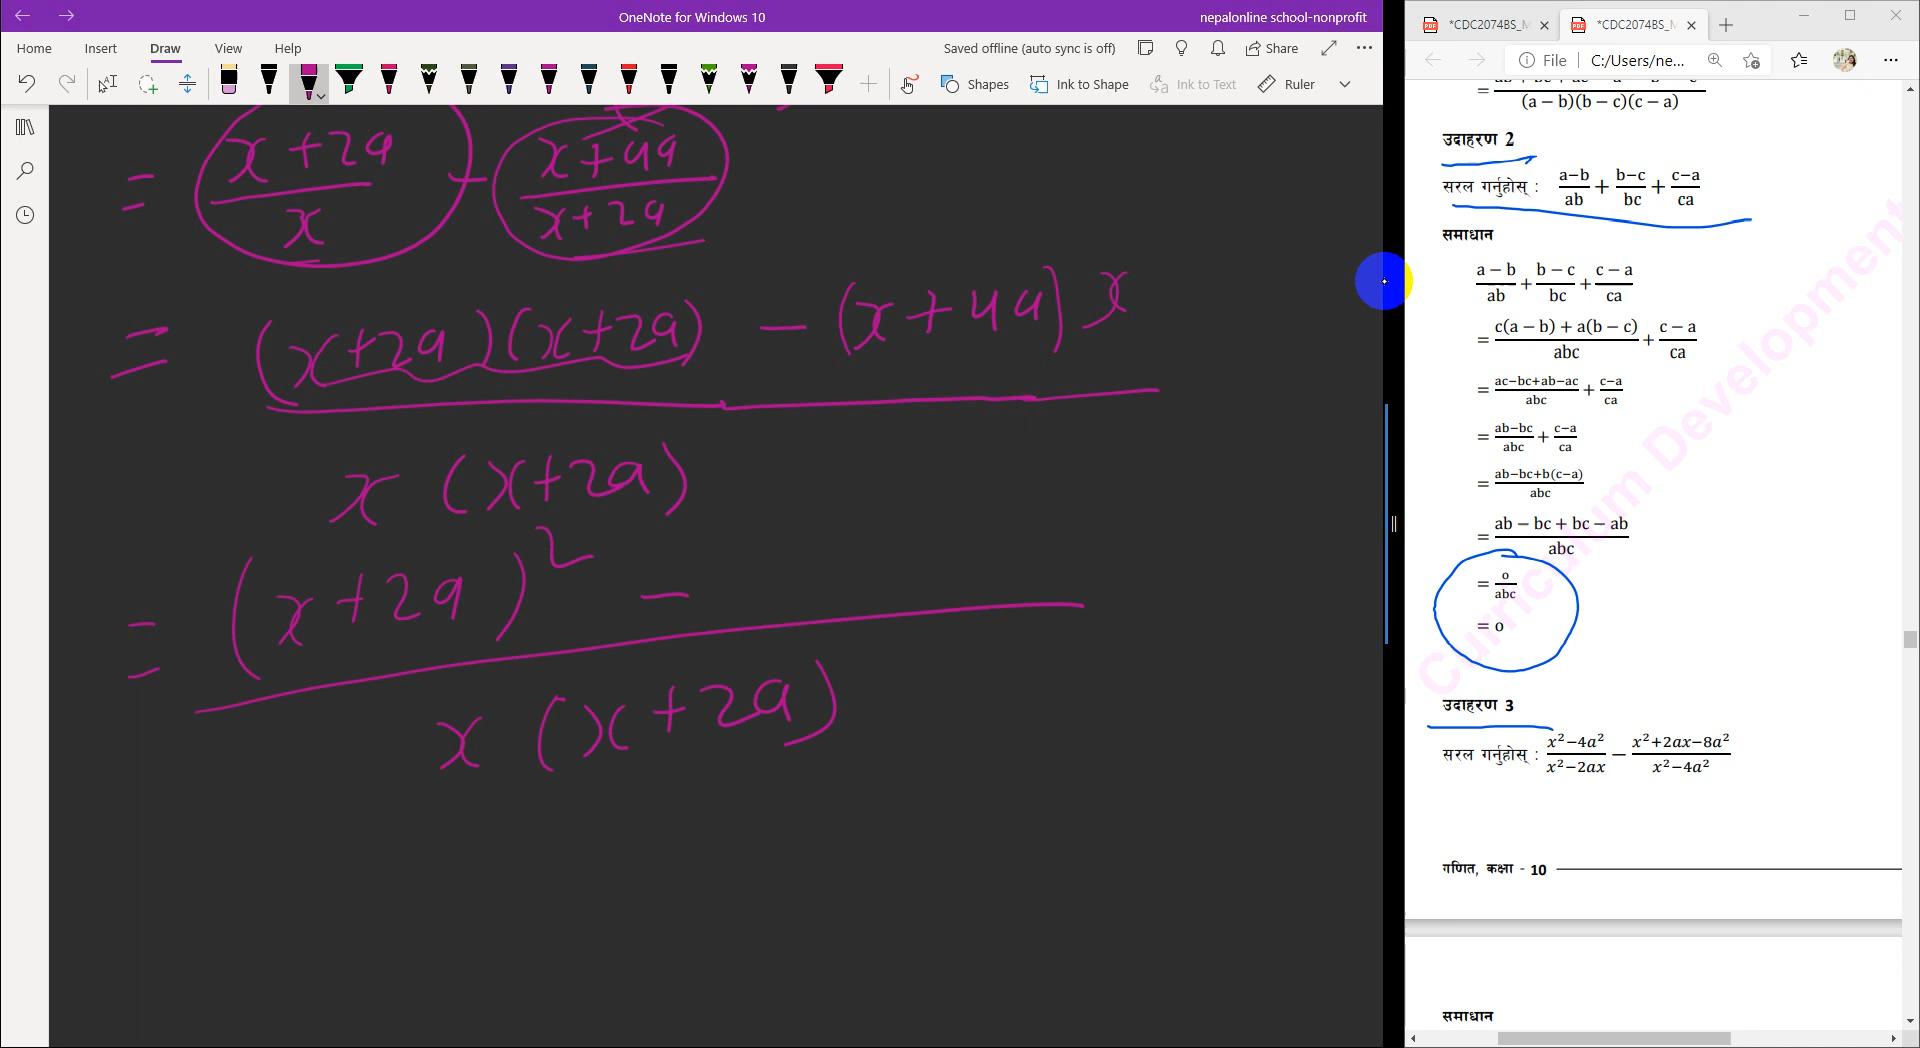 OneNote for Windows 10
nepalonline school-nonprofit
Home Insert Draw View Help
Saved offline (auto sync is off) Share
Shapes Ink to Shape Ink to Text Ruler
= (x+2a)/x - (x+4a)/(x+2a)
= (x+2a)(x+2a) - (x+4a)x
x (x+2a)
= (x+2a)² -
x (x+2a)
*CDC2074BS_M *CDC2074BS_M
File C:/Users/ne...
(a − b)(b − c)(c − a)
उदाहरण 2
सरल गर्नुहोस् : (a−b)/ab + (b−c)/bc + (c−a)/ca
समाधान
(a − b)/ab + (b − c)/bc + (c − a)/ca
= (c(a − b) + a(b − c))/abc + (c − a)/ca
= (ac−bc+ab−ac)/abc + (c−a)/ca
= (ab−bc)/abc + (c−a)/ca
= (ab−bc+b(c−a))/abc
= (ab − bc + bc − ab)/abc
= o/abc
= o
उदाहरण 3
सरल गर्नुहोस् : (x²−4a²)/(x²−2ax) − (x²+2ax−8a²)/(x²−4a²)
गणित, कक्षा - 10
समाधान
Curriculum Development